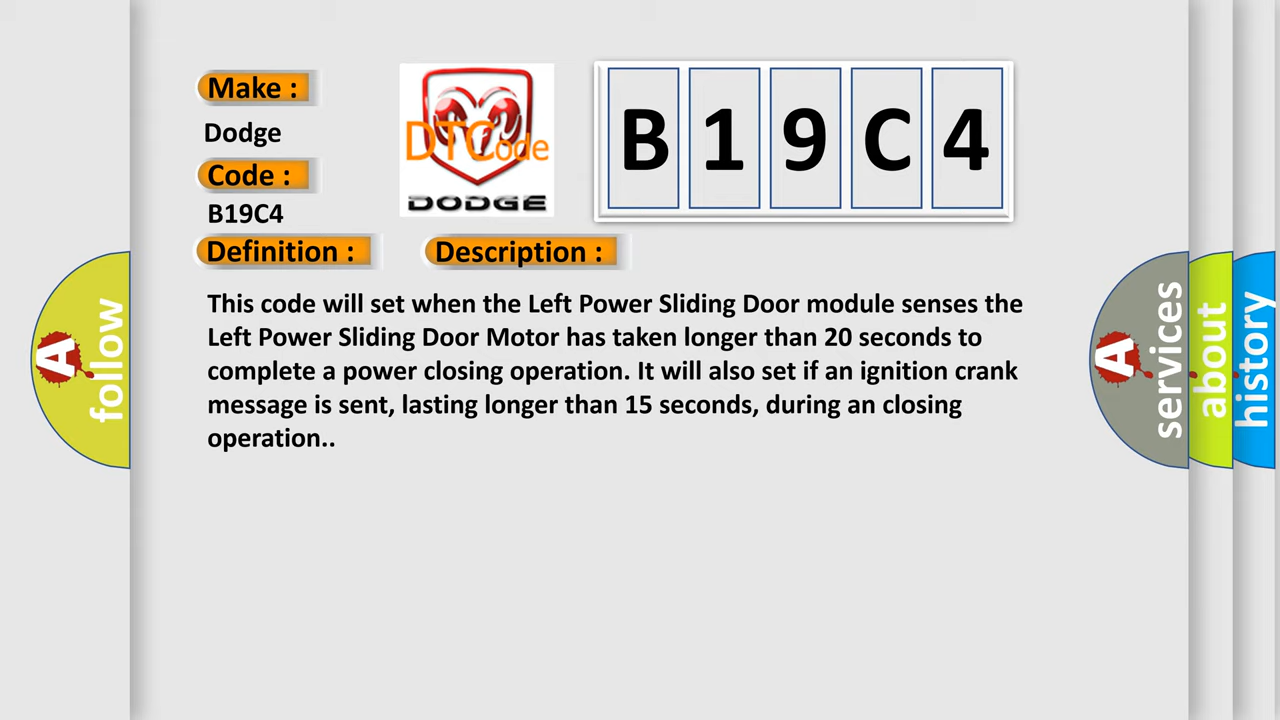 Make :
Dodge
Code :
B19C4
DTCode
DODGE
B19C4
Definition :
Description :
This code will set when the Left Power Sliding Door module senses the
Left Power Sliding Door Motor has taken longer than 20 seconds to
complete a power closing operation. It will also set if an ignition crank
message is sent, lasting longer than 15 seconds, during an closing
operation..
A follow
A services
about
history